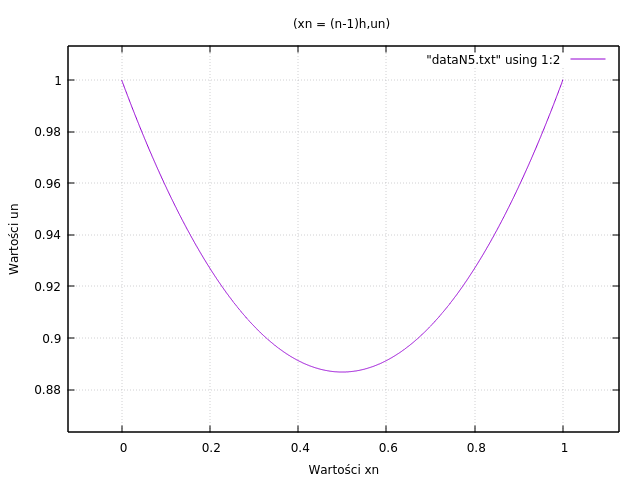 (xn = (n-1)h,un)
"dataN5.txt" using 1:2
1
0.98
0.96
0.94
0.92
0.9
0.88
Wartości un
0 0.2 0.4 0.6 0.8 1
Wartości xn